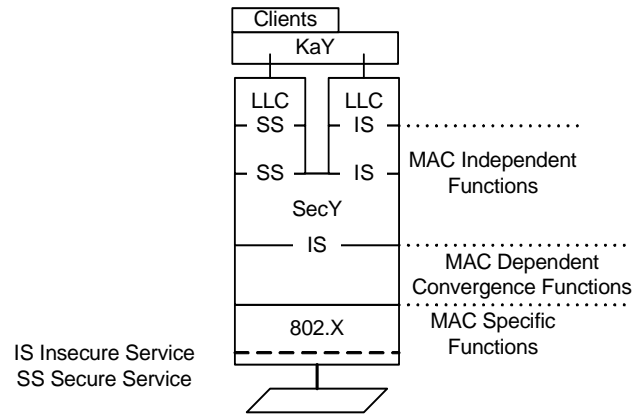 Clients
KaY
LLC LLC
SS IS
SS IS
MAC Independent
Functions
SecY
IS
MAC Dependent
Convergence Functions
802.X
MAC Specific
Functions
IS Insecure Service
SS Secure Service